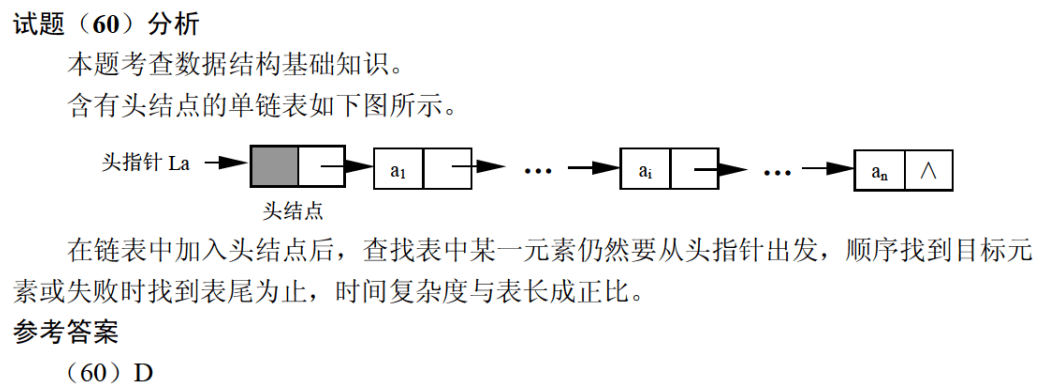 试题（60）分析
本题考查数据结构基础知识。
含有头结点的单链表如下图所示。
头指针 La a1 … ai … an ∧
头结点
在链表中加入头结点后，查找表中某一元素仍然要从头指针出发，顺序找到目标元
素或失败时找到表尾为止，时间复杂度与表长成正比。
参考答案
（60）D